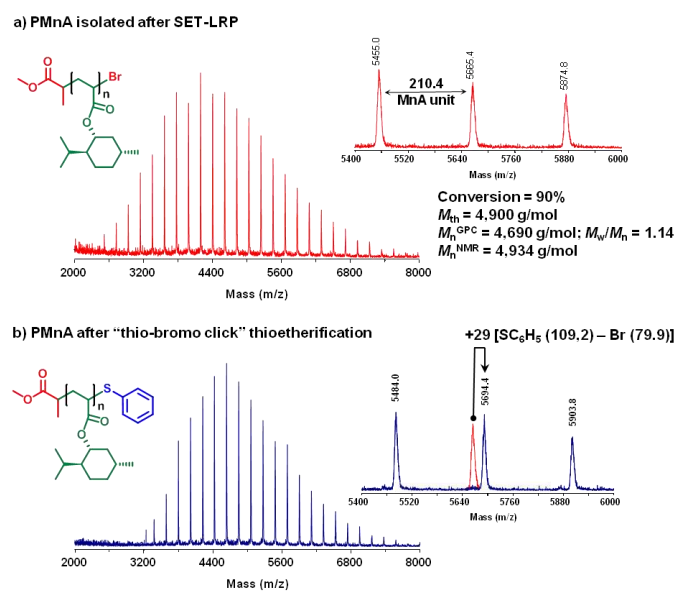 a) PMnA isolated after SET-LRP
O
O
Br
n
O
O
5455.0
5665.4
5874.8
210.4
MnA unit
5400 5520 5640 5760 5880 6000
Mass (m/z)
Conversion = 90%
Mth = 4,900 g/mol
MnGPC = 4,690 g/mol; Mw/Mn = 1.14
MnNMR = 4,934 g/mol
2000 3200 4400 5600 6800 8000
Mass (m/z)
b) PMnA after “thio-bromo click” thioetherification
+29 [SC6H5 (109,2) – Br (79.9)]
O
O
S
n
O
O
5484.0
5694.4
5903.8
5400 5520 5640 5760 5880 6000
Mass (m/z)
2000 3200 4400 5600 6800 8000
Mass (m/z)